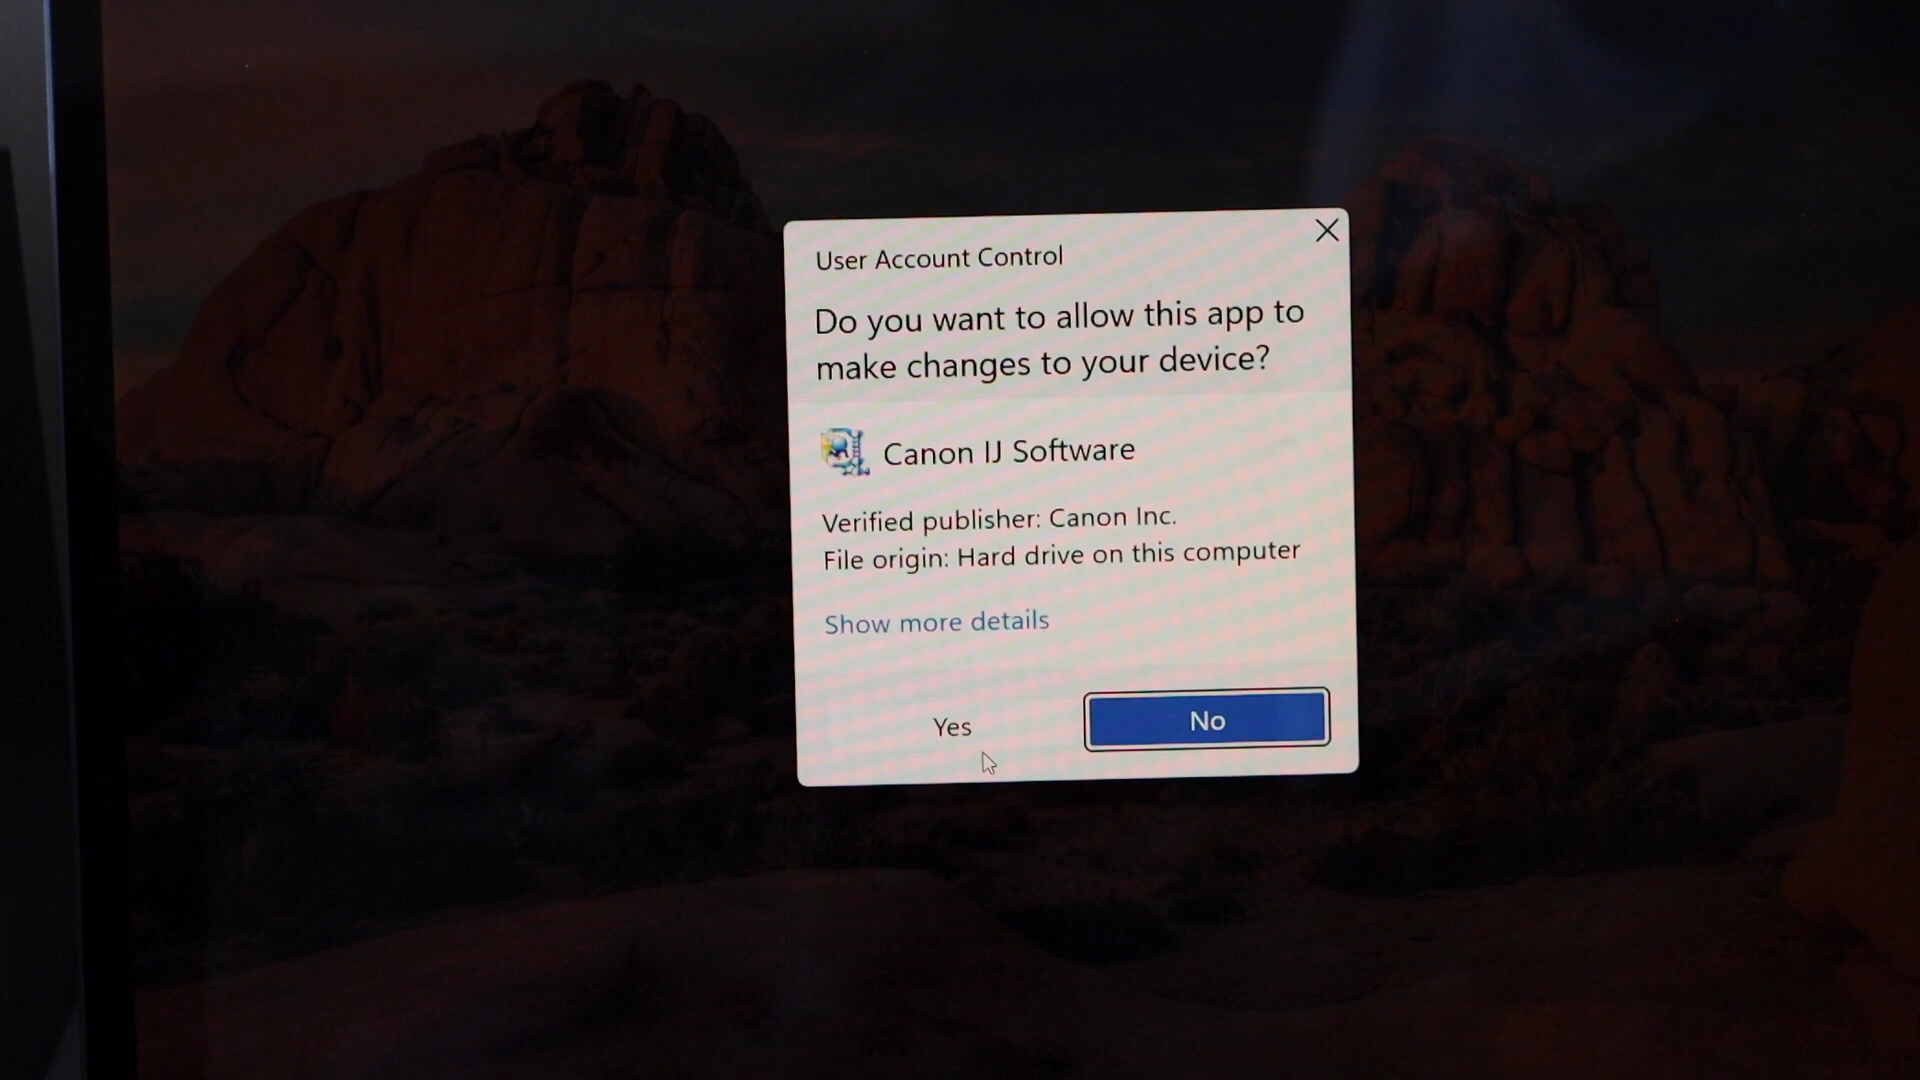 User Account Control
Do you want to allow this app to
make changes to your device?
Canon IJ Software
Verified publisher: Canon Inc.
File origin: Hard drive on this computer
Show more details
Yes
No